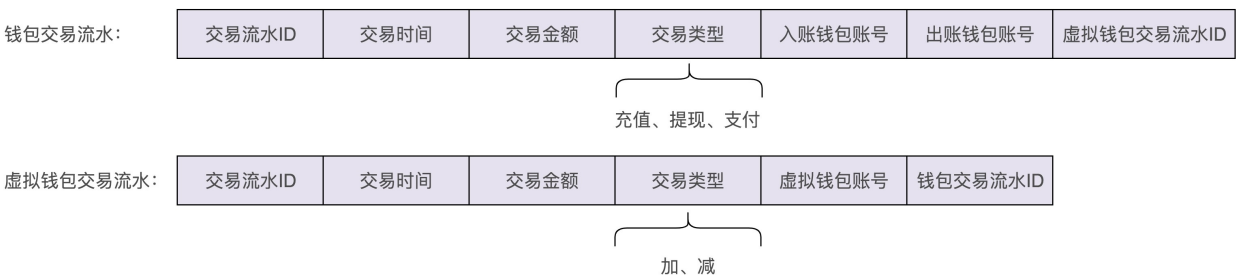 钱包交易流水: 交易流水ID 交易时间 交易金额 交易类型 入账钱包账号 出账钱包账号 虚拟钱包交易流水ID
充值、提现、支付
虚拟钱包交易流水: 交易流水ID 交易时间 交易金额 交易类型 虚拟钱包账号 钱包交易流水ID
加、减